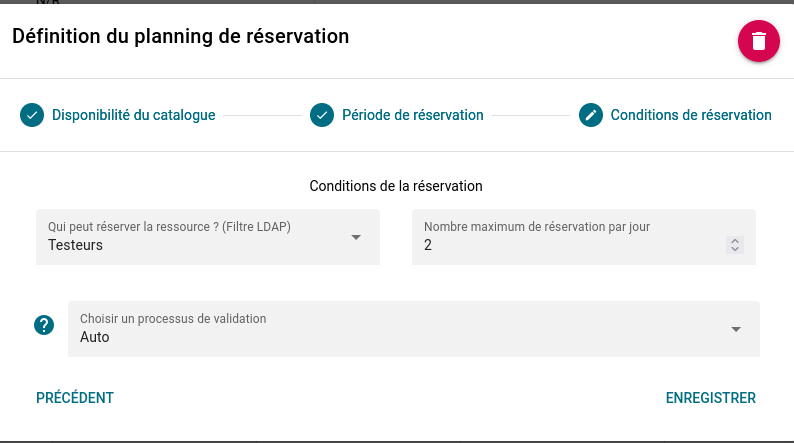 N/R
Définition du planning de réservation
Disponibilité du catalogue
Période de réservation
Conditions de réservation
Conditions de la réservation
Qui peut réserver la ressource ? (Filtre LDAP)
Testeurs
Nombre maximum de réservation par jour
2
?
Choisir un processus de validation
Auto
PRÉCÉDENT
ENREGISTRER